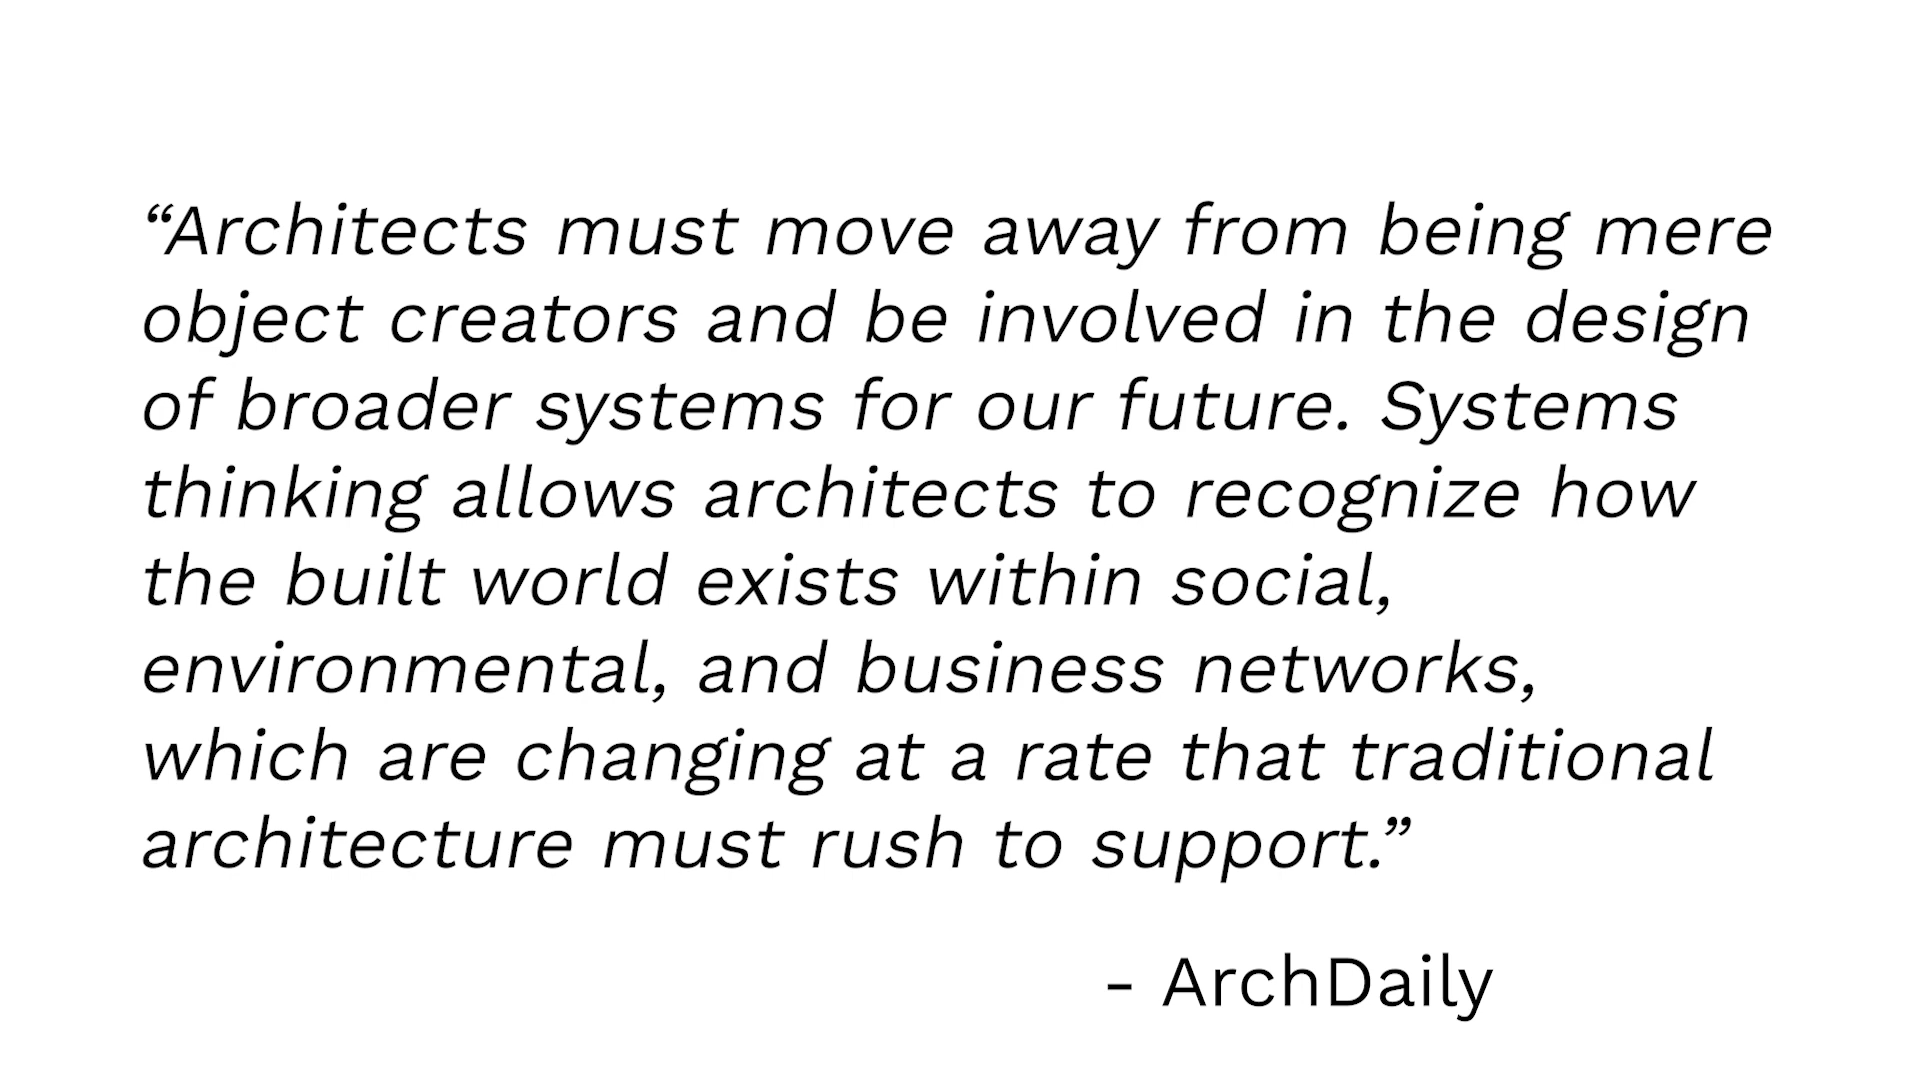 “Architects must move away from being mere
object creators and be involved in the design
of broader systems for our future. Systems
thinking allows architects to recognize how
the built world exists within social,
environmental, and business networks,
which are changing at a rate that traditional
architecture must rush to support.”
- ArchDaily